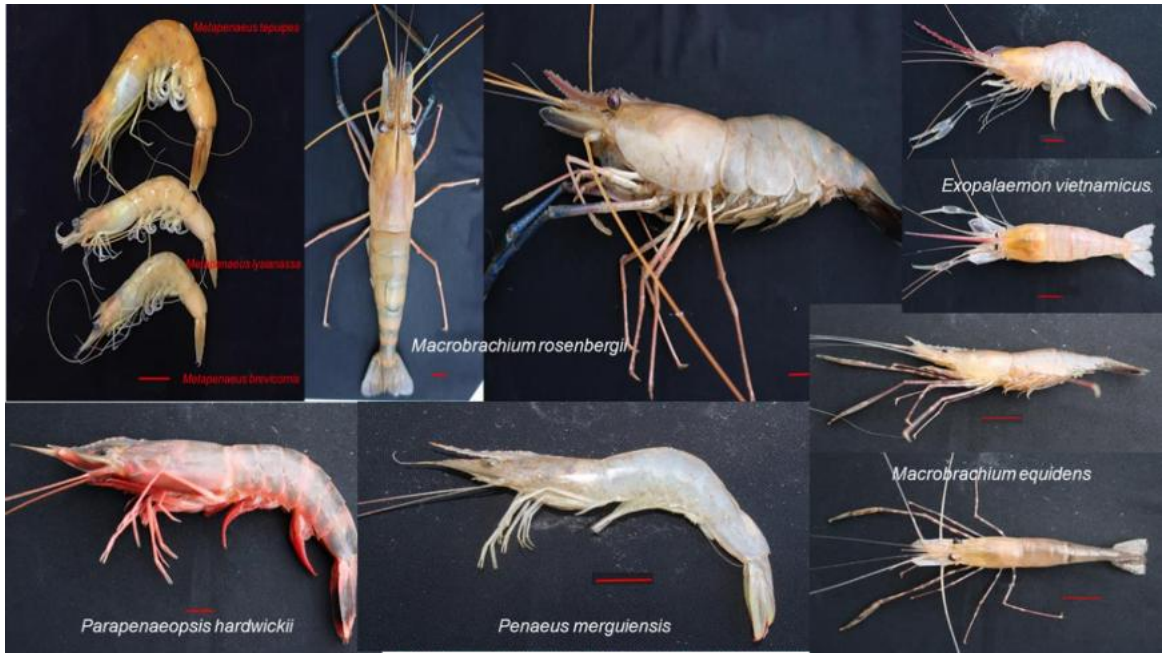 Metapenaeus tenuipes
Metapenaeus lysianassa
Metapenaeus brevicornis
Macrobrachium rosenbergii
Exopalaemon vietnamicus.
Macrobrachium equidens
Parapenaeopsis hardwickii
Penaeus merguiensis